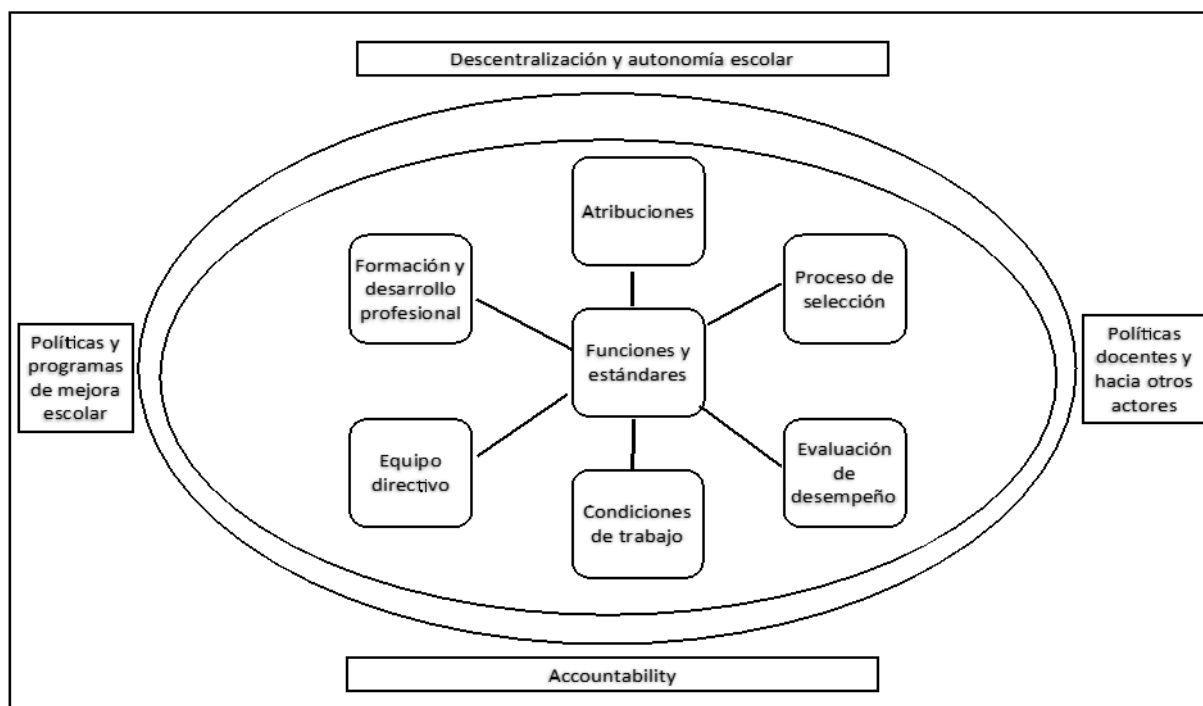 Descentralización y autonomía escolar
Atribuciones
Formación y
desarrollo
profesional
Proceso de
selección
Políticas y
programas
de mejora
escolar
Funciones y
estándares
Políticas
docentes y
hacia otros
actores
Equipo
directivo
Condiciones
de trabajo
Evaluación
de
desempeño
Accountability